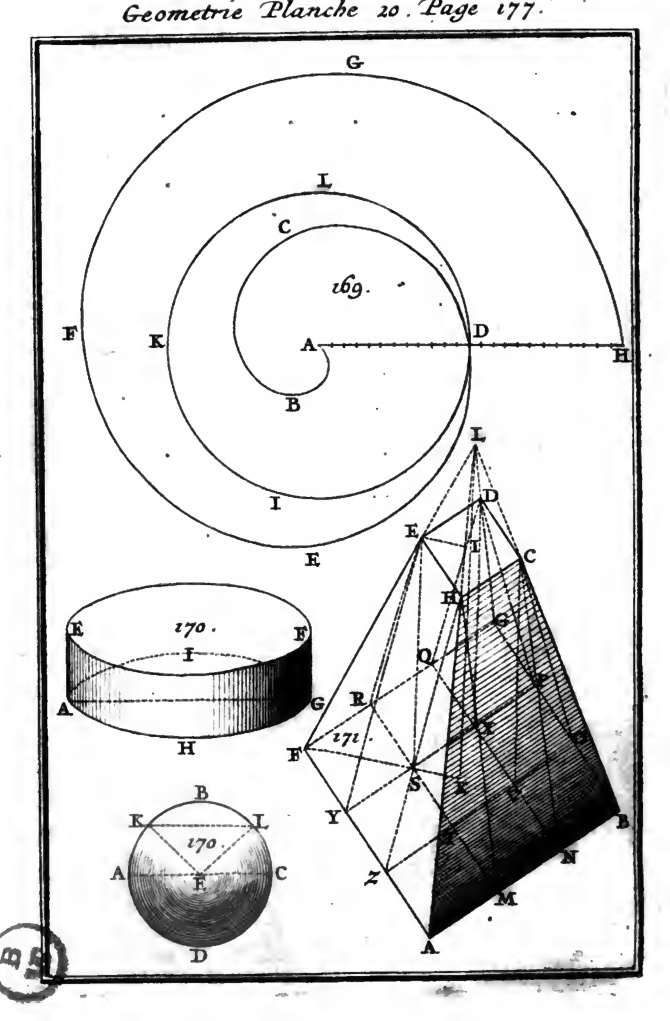 Geometrie Planche 20. Page 177.
G
L
C
169.
F
K
A
D
H
B
I
E
L
D
E
I
C
H
E
170.
F
I
G
Q
P
R
A
G
171.
F
Y
H
S
K
B
B
Y
K
L
170.
N
Z
A
E
C
M
D
A
B